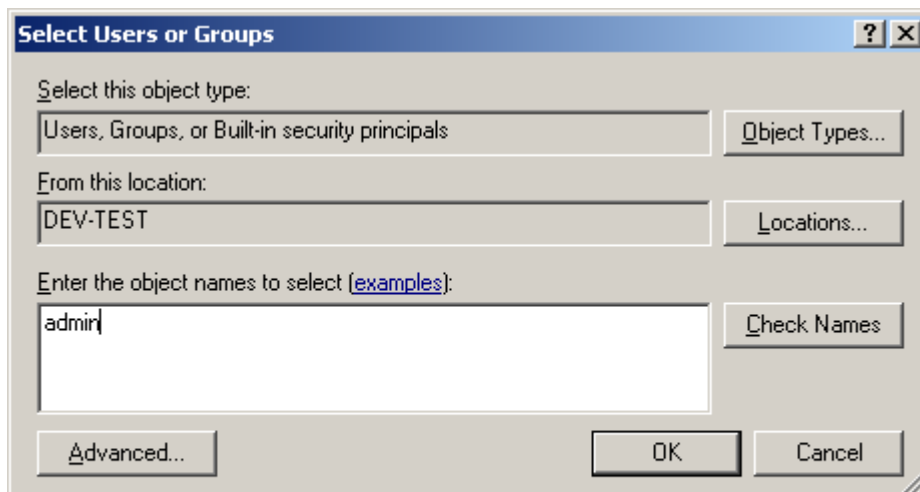 Select Users or Groups
Select this object type:
Users, Groups, or Built-in security principals
Object Types...
From this location:
DEV-TEST
Locations...
Enter the object names to select (examples):
admin
Check Names
Advanced...
OK
Cancel